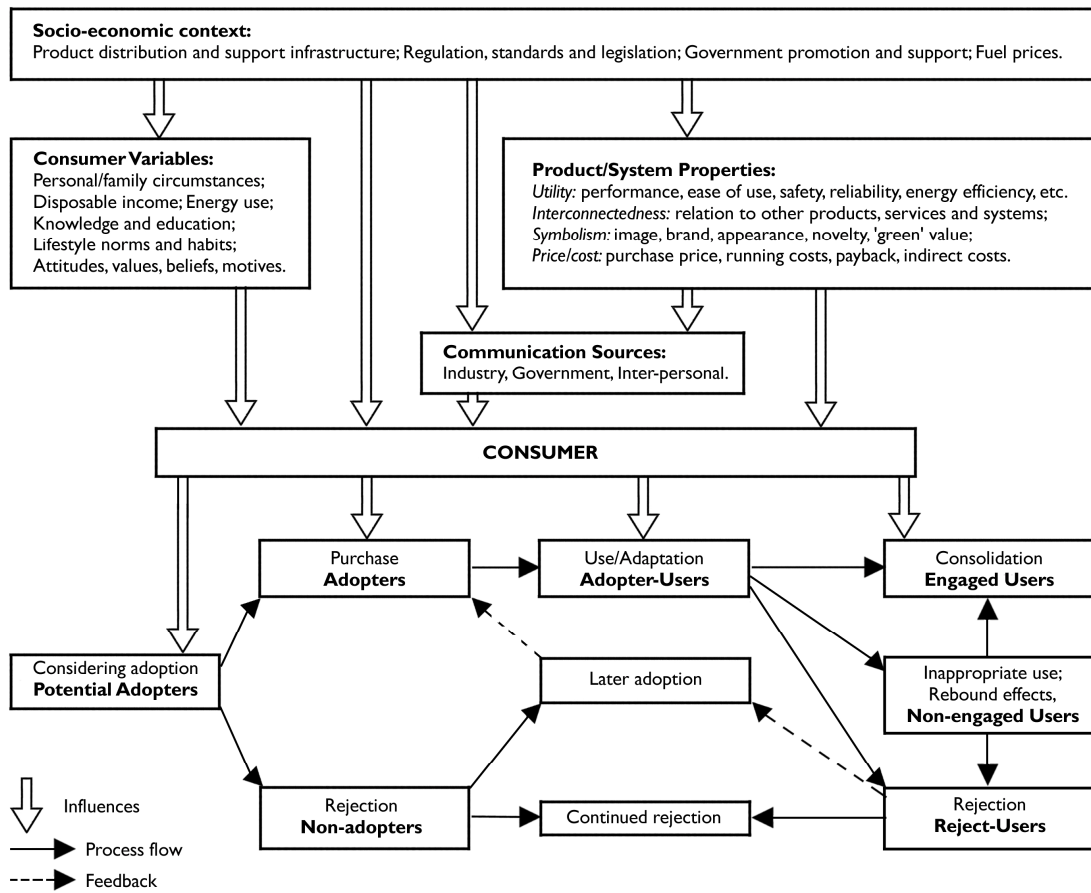 Socio-economic context:
Product distribution and support infrastructure; Regulation, standards and legislation; Government promotion and support; Fuel prices.
Consumer Variables:
Personal/family circumstances;
Disposable income; Energy use;
Knowledge and education;
Lifestyle norms and habits;
Attitudes, values, beliefs, motives.
Product/System Properties:
Utility: performance, ease of use, safety, reliability, energy efficiency, etc.
Interconnectedness: relation to other products, services and systems;
Symbolism: image, brand, appearance, novelty, 'green' value;
Price/cost: purchase price, running costs, payback, indirect costs.
Communication Sources:
Industry, Government, Inter-personal.
CONSUMER
Purchase
Adopters
Use/Adaptation
Adopter-Users
Consolidation
Engaged Users
Considering adoption
Potential Adopters
Later adoption
Inappropriate use;
Rebound effects,
Non-engaged Users
Rejection
Non-adopters
Continued rejection
Rejection
Reject-Users
Influences
Process flow
Feedback